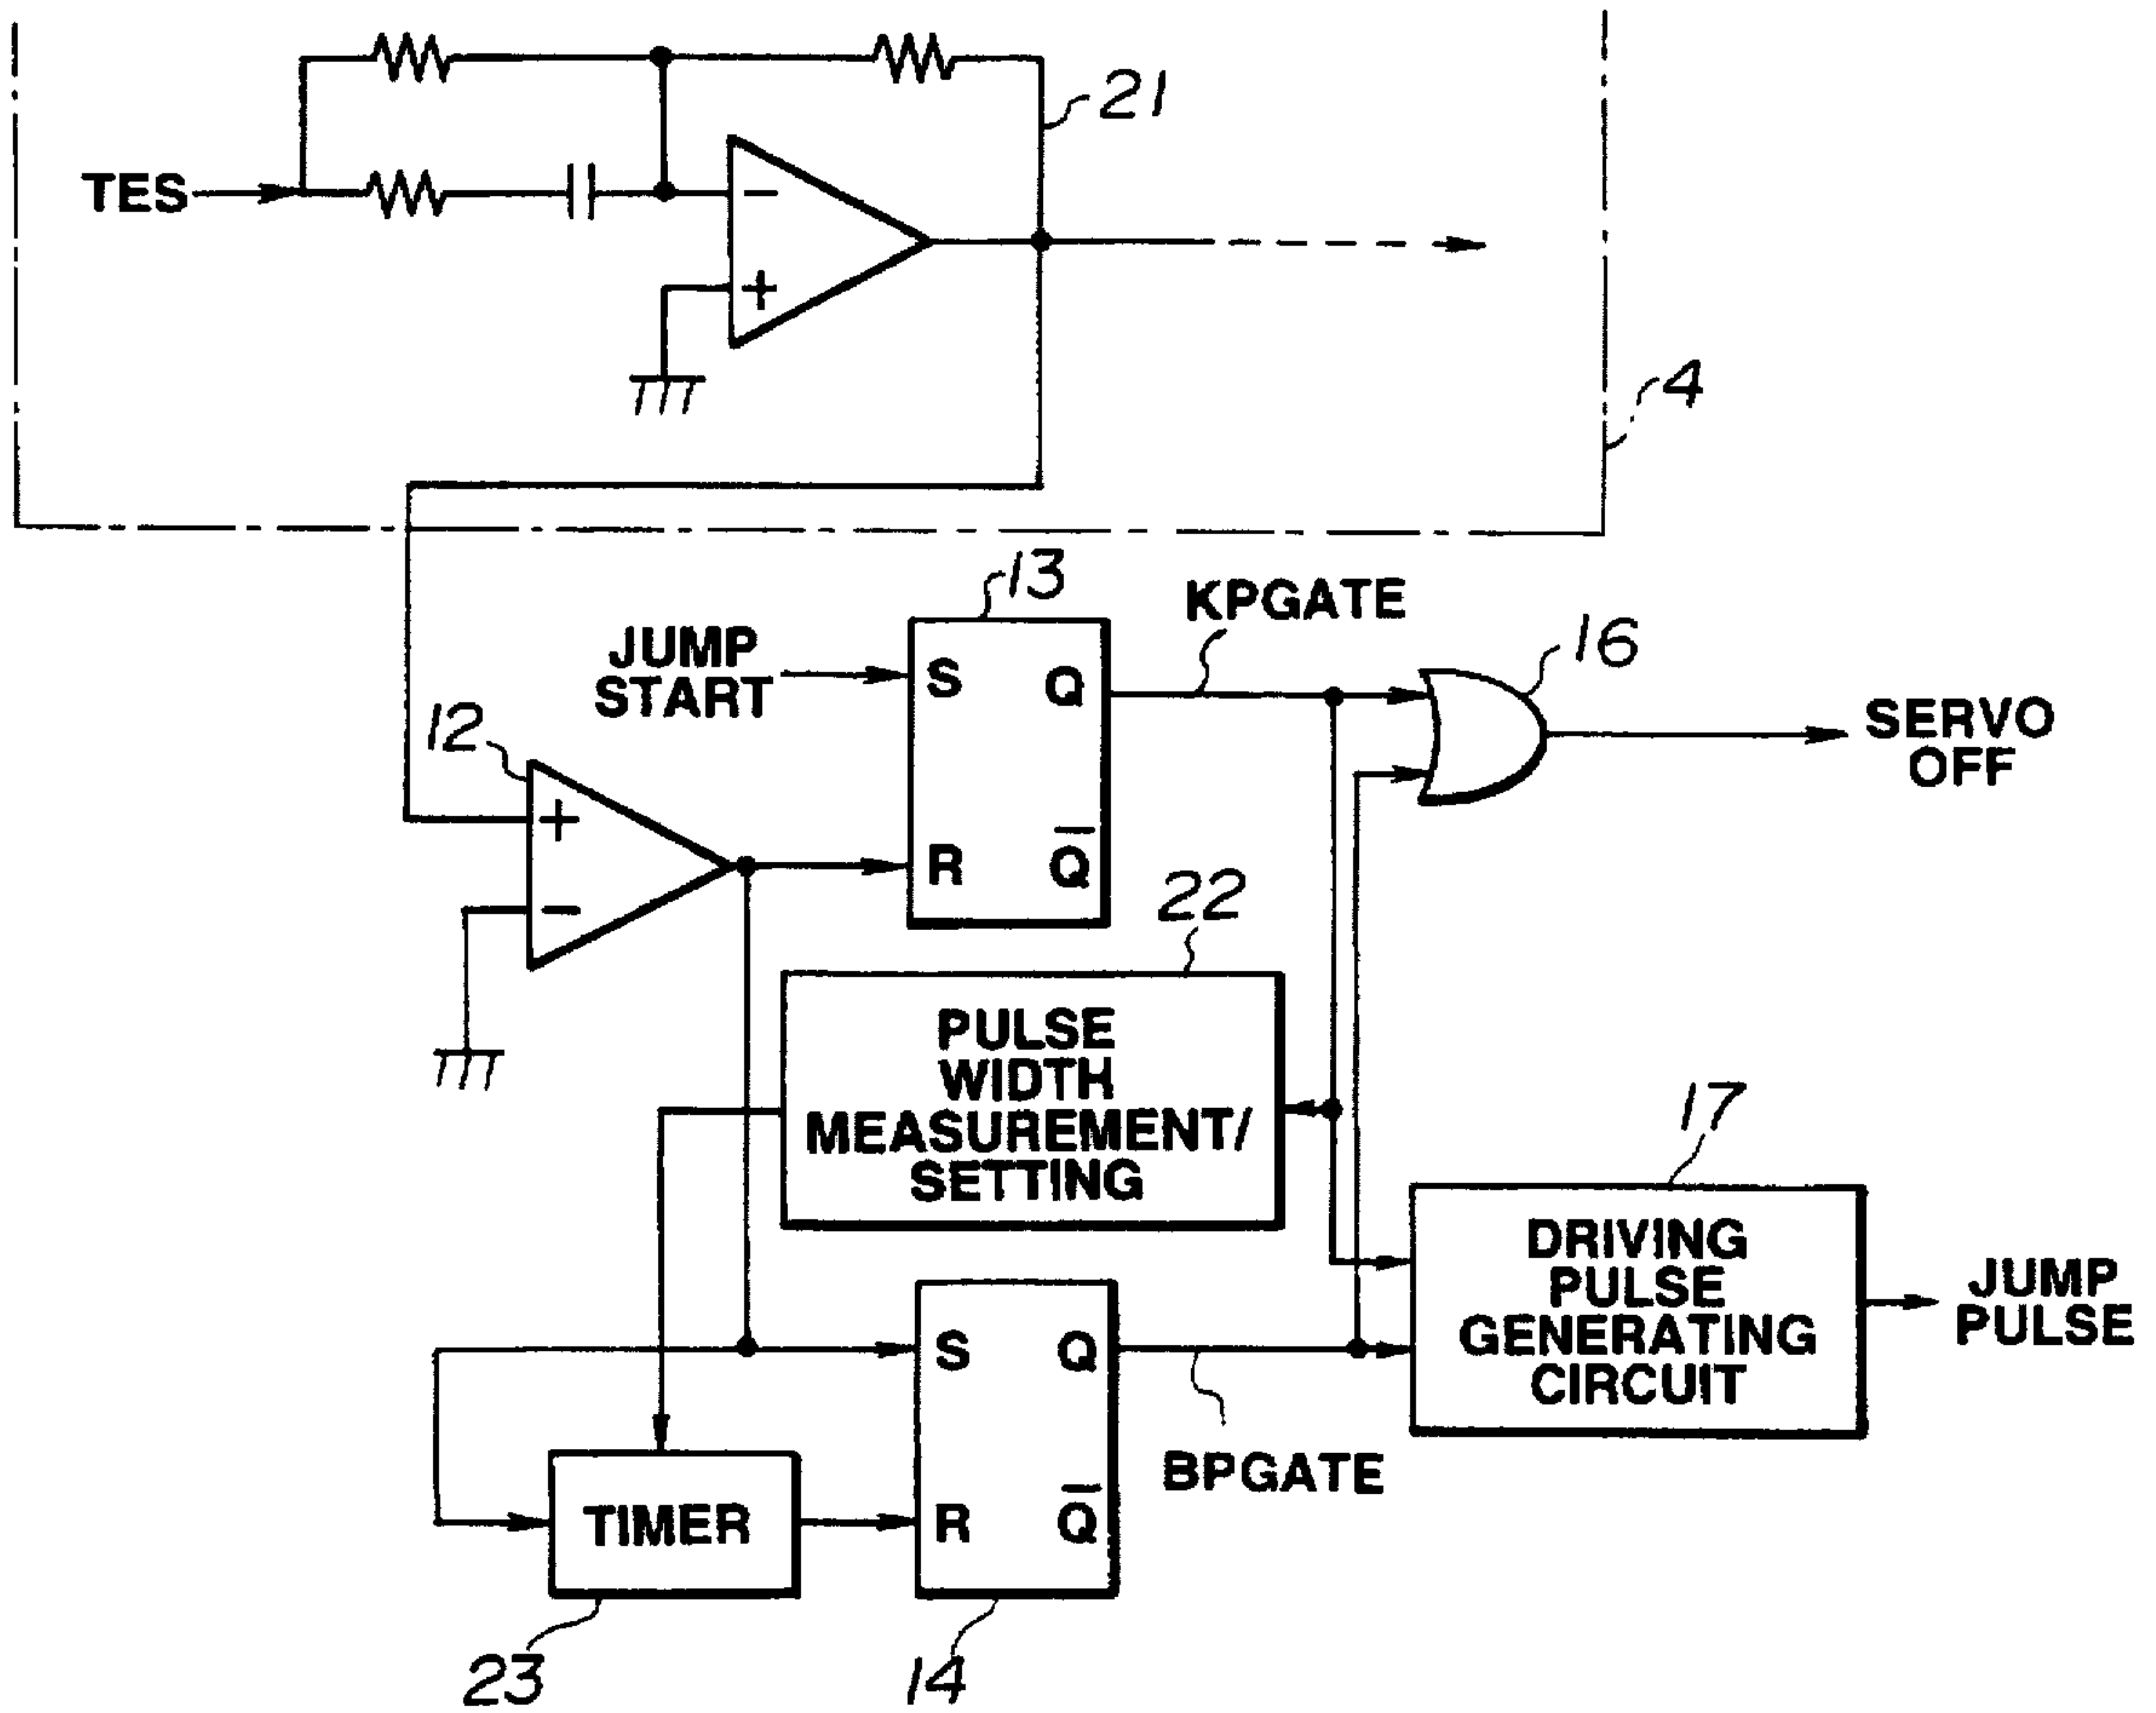 21
TES
−
+
4
13
KPGATE
16
JUMP
START
S Q
SERVO
OFF
12
+
−
R Q̅
22
PULSE
WIDTH
MEASUREMENT/
SETTING
17
DRIVING
PULSE
GENERATING
CIRCUIT
JUMP
PULSE
S Q
BPGATE
TIMER
R Q̅
23
14